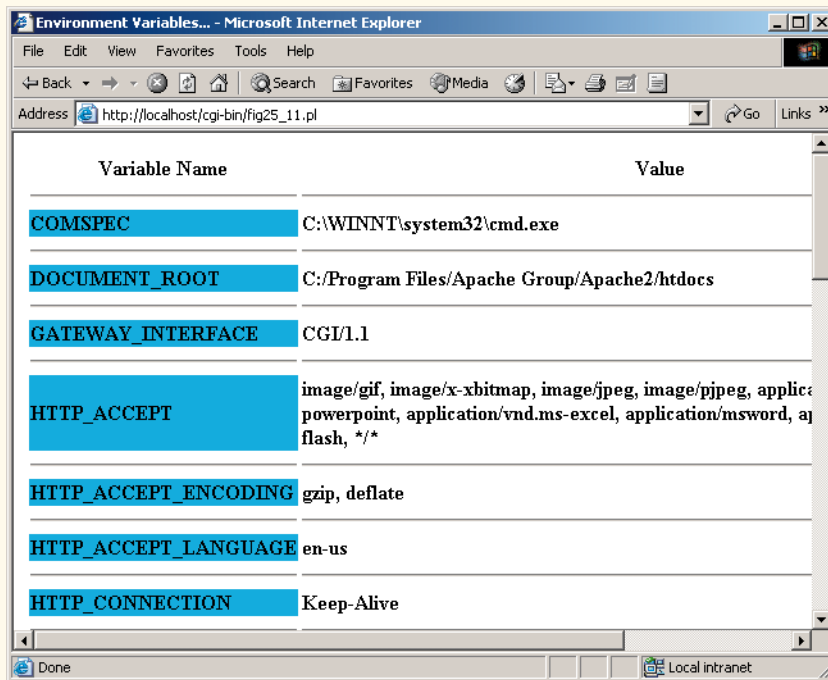 Environment Variables... - Microsoft Internet Explorer
File Edit View Favorites Tools Help
Back Search Favorites Media
Address http://localhost/cgi-bin/fig25_11.pl Go Links »
Variable Name Value
COMSPEC C:\WINNT\system32\cmd.exe
DOCUMENT_ROOT C:/Program Files/Apache Group/Apache2/htdocs
GATEWAY_INTERFACE CGI/1.1
image/gif, image/x-xbitmap, image/jpeg, image/pjpeg,
HTTP_ACCEPT powerpoint, application/vnd.ms-excel, application/msword,
flash, */*
HTTP_ACCEPT_ENCODING gzip, deflate
HTTP_ACCEPT_LANGUAGE en-us
HTTP_CONNECTION Keep-Alive
Done Local intranet